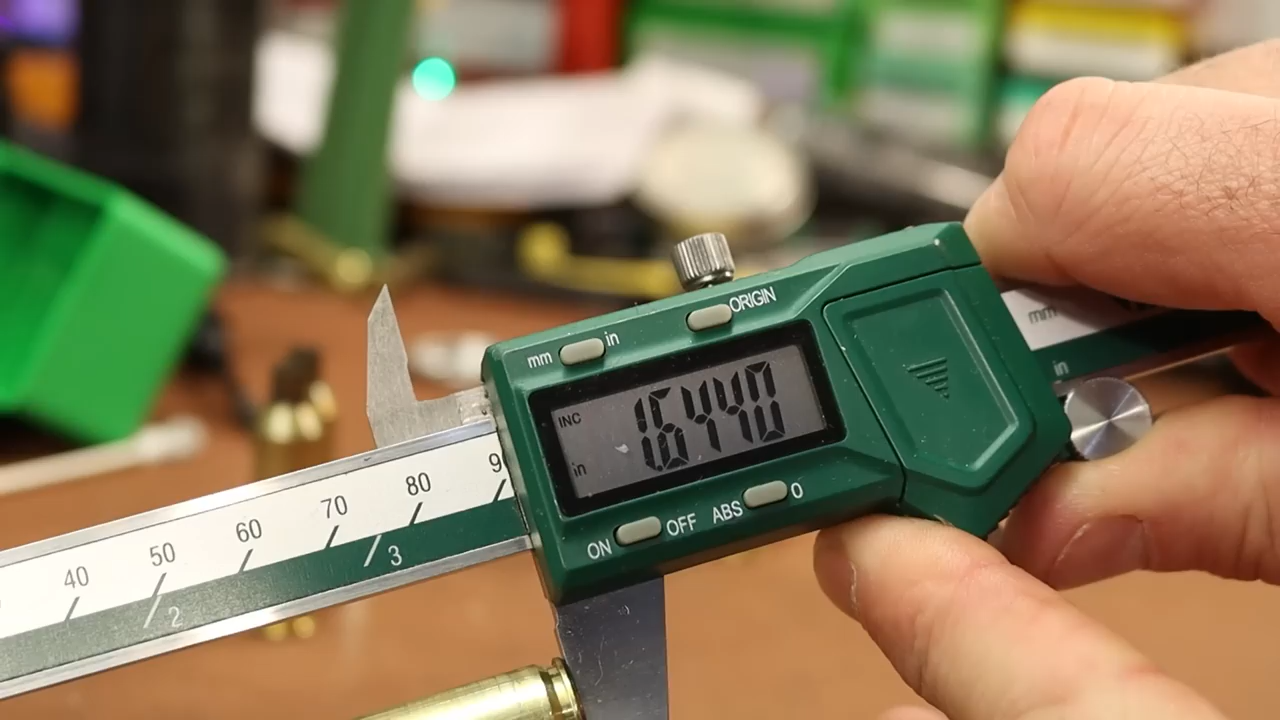 ORIGIN
mm in
INC
in
1.6440
ON OFF ABS 0
40 50 60 70 80 9
2 3
mm
in